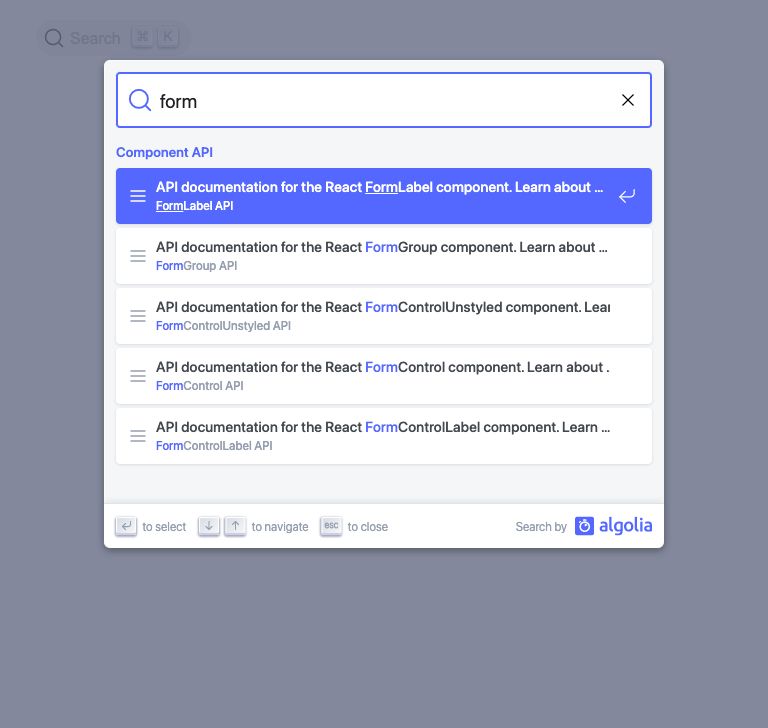 Search ⌘ K
form
Component API
API documentation for the React FormLabel component. Learn about ...
FormLabel API
API documentation for the React FormGroup component. Learn about ...
FormGroup API
API documentation for the React FormControlUnstyled component. Lear
FormControlUnstyled API
API documentation for the React FormControl component. Learn about .
FormControl API
API documentation for the React FormControlLabel component. Learn ...
FormControlLabel API
to select to navigate esc to close Search by algolia